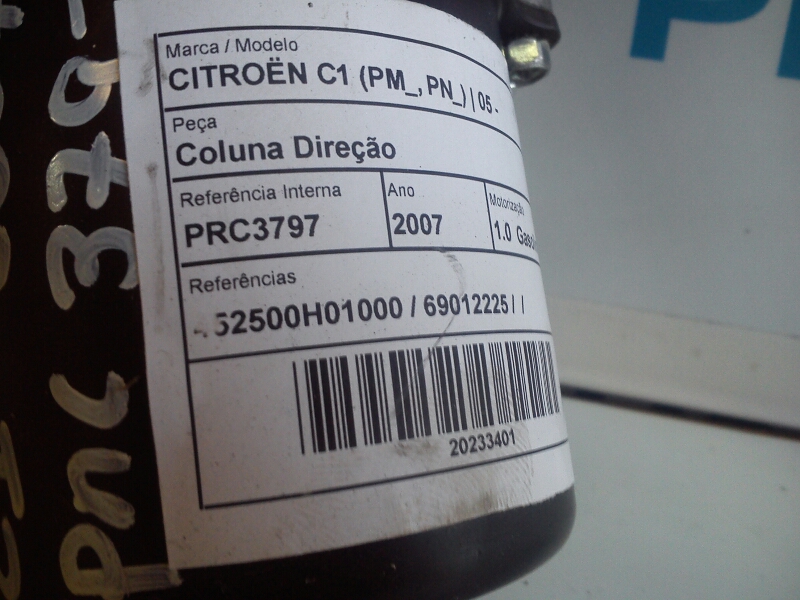 Marca / Modelo
CITROËN C1 (PM_, PN_) | 05 -
Peça
Coluna Direção
Referência Interna
PRC3797
Ano
2007
Motorização
1.0
Referências
52500H01000 / 69012225 / /
20233401